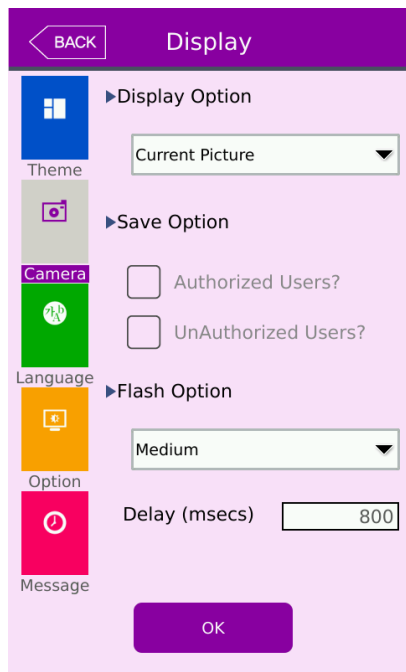 BACK
Display
Theme
Camera
Language
Option
Message
Display Option
Current Picture
Save Option
Authorized Users?
UnAuthorized Users?
Flash Option
Medium
Delay (msecs)
800
OK